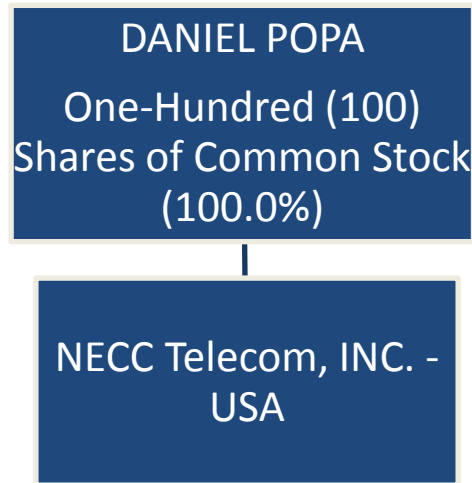 DANIEL POPA
One-Hundred (100)
Shares of Common Stock
(100.0%)
NECC Telecom, INC. -
USA